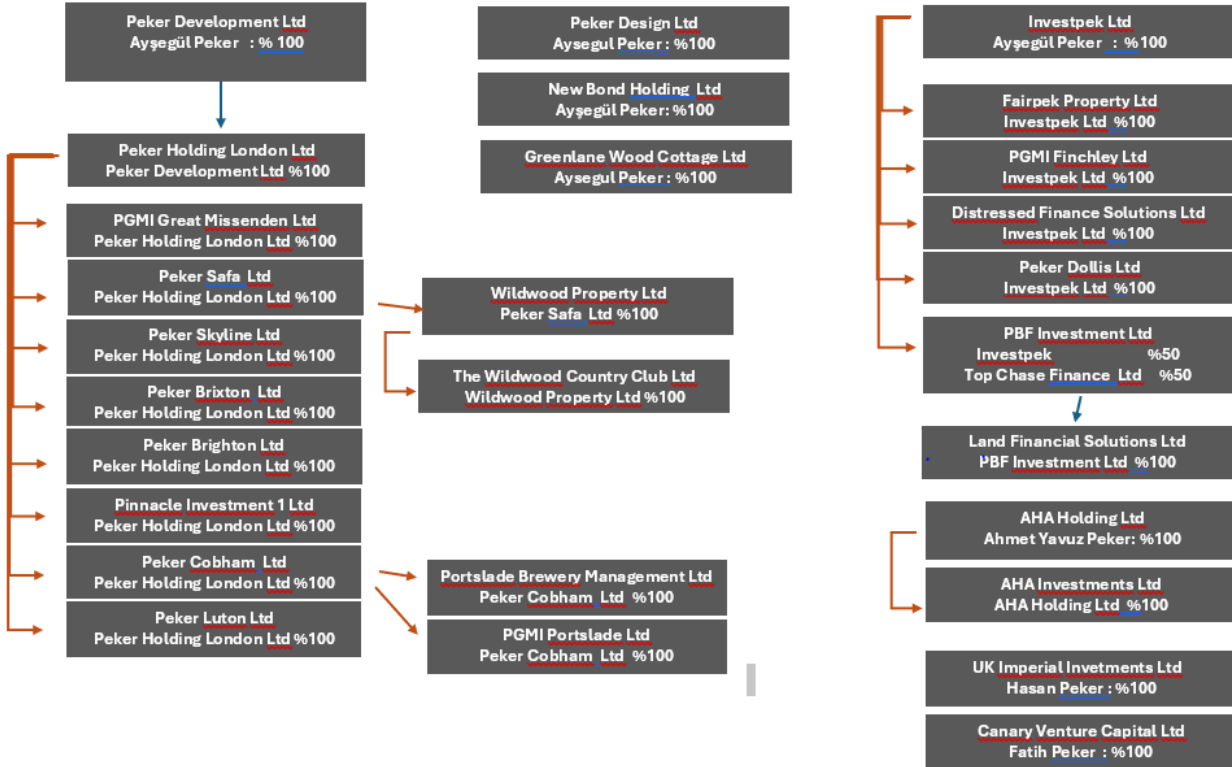 Peker Development Ltd
Ayşegül Peker : % 100
Peker Holding London Ltd
Peker Development Ltd %100
PGMI Great Missenden Ltd
Peker Holding London Ltd %100
Peker Safa Ltd
Peker Holding London Ltd %100
Peker Skyline Ltd
Peker Holding London Ltd %100
Peker Brixton Ltd
Peker Holding London Ltd %100
Peker Brighton Ltd
Peker Holding London Ltd %100
Pinnacle Investment 1 Ltd
Peker Holding London Ltd %100
Peker Cobham Ltd
Peker Holding London Ltd %100
Peker Luton Ltd
Peker Holding London Ltd %100
Peker Design Ltd
Aysegul Peker : %100
New Bond Holding Ltd
Ayşegül Peker: %100
Greenlane Wood Cottage Ltd
Aysegul Peker : %100
Wildwood Property Ltd
Peker Safa Ltd %100
The Wildwood Country Club Ltd
Wildwood Property Ltd %100
Portslade Brewery Management Ltd
Peker Cobham Ltd %100
PGMI Portslade Ltd
Peker Cobham Ltd %100
Investpek Ltd
Ayşegül Peker : %100
Fairpek Property Ltd
Investpek Ltd %100
PGMI Finchley Ltd
Investpek Ltd %100
Distressed Finance Solutions Ltd
Investpek Ltd %100
Peker Dollis Ltd
Investpek Ltd %100
PBF Investment Ltd
Investpek %50
Top Chase Finance Ltd %50
Land Financial Solutions Ltd
PBF Investment Ltd %100
AHA Holding Ltd
Ahmet Yavuz Peker: %100
AHA Investments Ltd
AHA Holding Ltd %100
UK Imperial Invetments Ltd
Hasan Peker : %100
Canary Venture Capital Ltd
Fatih Peker : %100